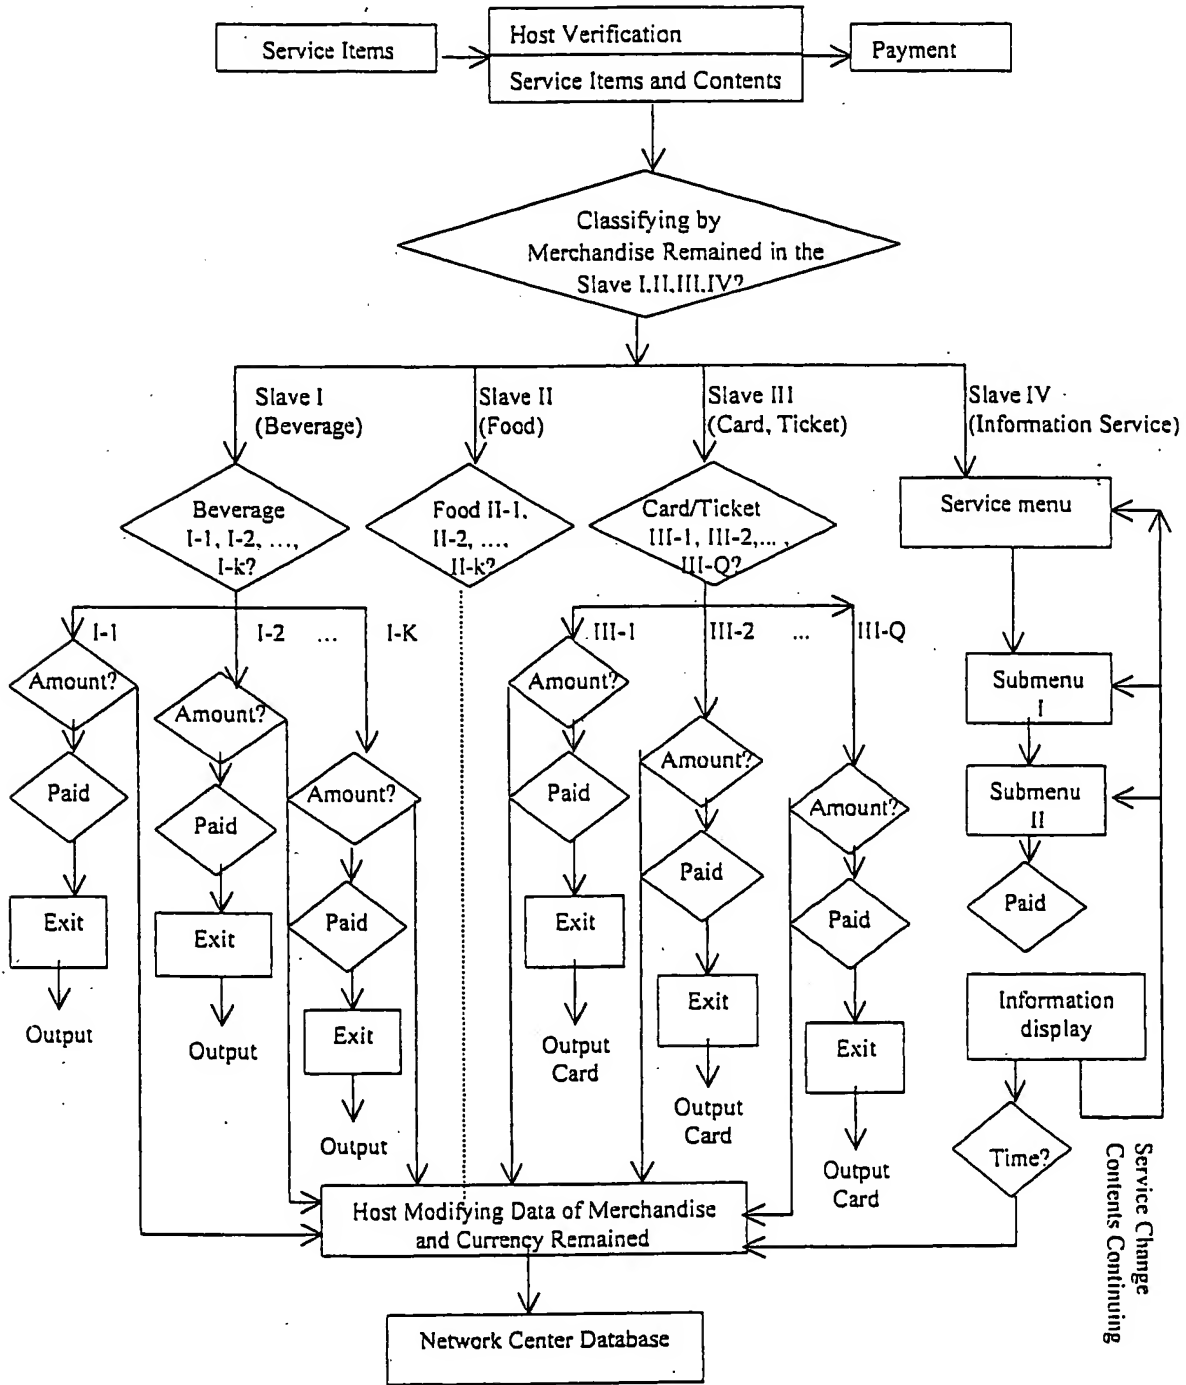 Service Items
Host Verification
Service Items and Contents
Payment
Classifying by
Merchandise Remained in the
Slave I.II.III.IV?
Slave I
(Beverage)
Slave II
(Food)
Slave III
(Card, Ticket)
Slave IV
(Information Service)
Beverage
I-1, I-2, ...,
I-k?
Food II-1,
II-2, ...,
II-k?
Card/Ticket
III-1, III-2,... ,
III-Q?
Service menu
I-1
I-2 ... I-K
III-1
III-2 ... III-Q
Amount?
Paid
Exit
Output
Amount?
Paid
Exit
Output
Amount?
Paid
Exit
Output
Amount?
Paid
Exit
Output
Card
Amount?
Paid
Exit
Output
Card
Amount?
Paid
Exit
Output
Card
Submenu
I
Submenu
II
Paid
Information
display
Time?
Service Change
Contents Continuing
Host Modifying Data of Merchandise
and Currency Remained
Network Center Database